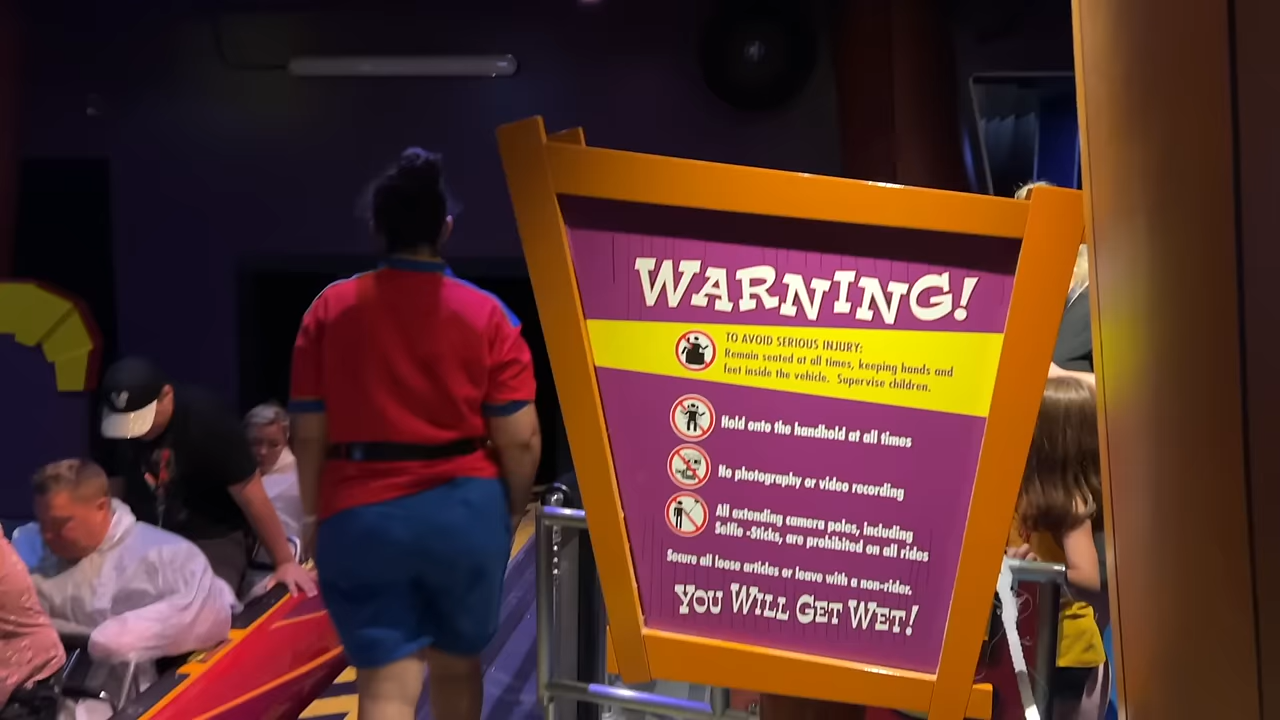 WARNING!
TO AVOID SERIOUS INJURY:
Remain seated at all times, keeping hands and
feet inside the vehicle. Supervise children.
Hold onto the handhold at all times
No photography or video recording
All extending camera poles, including
Selfie -Sticks, are prohibited on all rides
Secure all loose articles or leave with a non-rider.
YOU WILL GET WET!